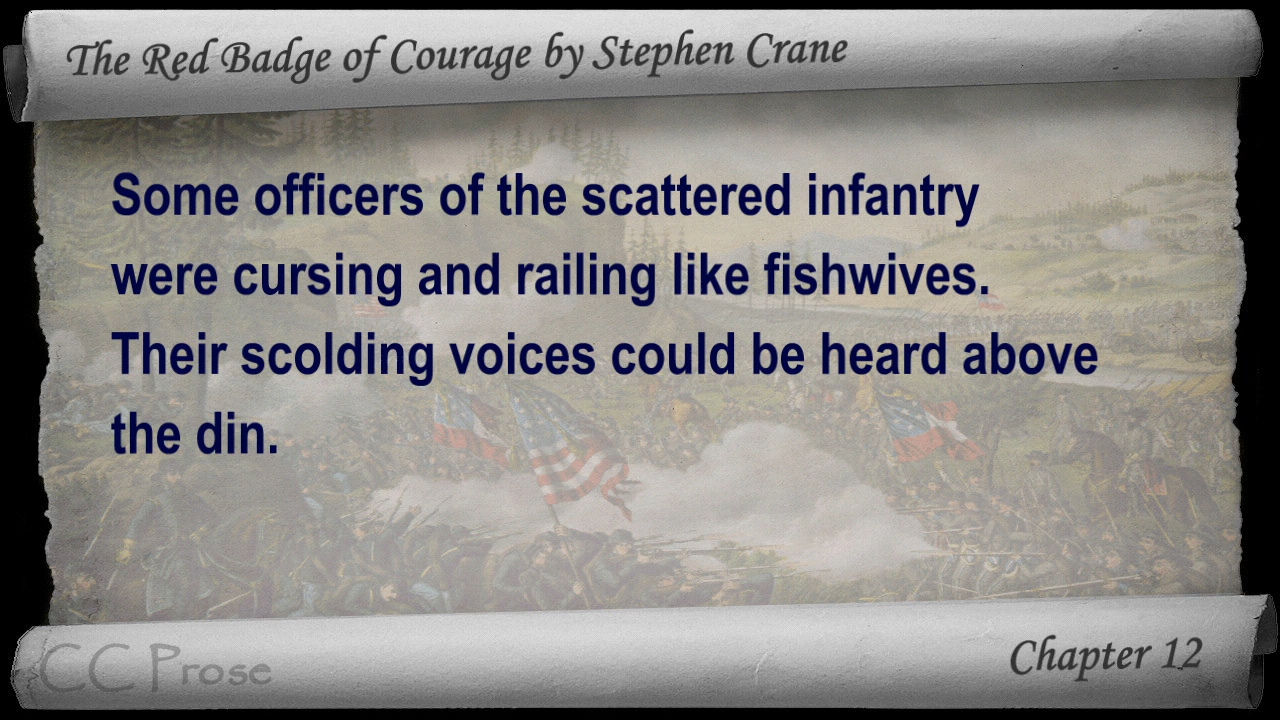 The Red Badge of Courage by Stephen Crane
Some officers of the scattered infantry
were cursing and railing like fishwives.
Their scolding voices could be heard above
the din.
CC Prose
Chapter 12